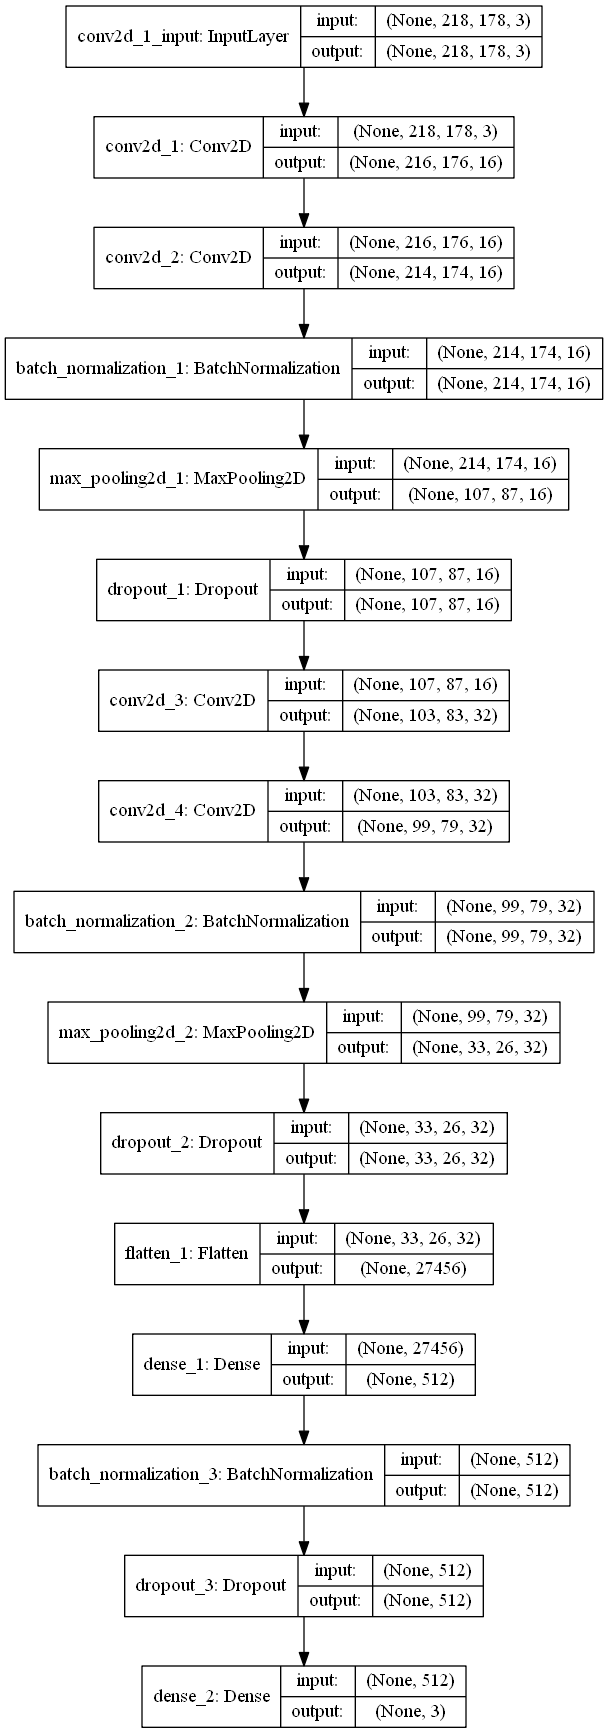 conv2d_1_input: InputLayer
input: (None, 218, 178, 3)
output: (None, 218, 178, 3)
conv2d_1: Conv2D
input: (None, 218, 178, 3)
output: (None, 216, 176, 16)
conv2d_2: Conv2D
input: (None, 216, 176, 16)
output: (None, 214, 174, 16)
batch_normalization_1: BatchNormalization
input: (None, 214, 174, 16)
output: (None, 214, 174, 16)
max_pooling2d_1: MaxPooling2D
input: (None, 214, 174, 16)
output: (None, 107, 87, 16)
dropout_1: Dropout
input: (None, 107, 87, 16)
output: (None, 107, 87, 16)
conv2d_3: Conv2D
input: (None, 107, 87, 16)
output: (None, 103, 83, 32)
conv2d_4: Conv2D
input: (None, 103, 83, 32)
output: (None, 99, 79, 32)
batch_normalization_2: BatchNormalization
input: (None, 99, 79, 32)
output: (None, 99, 79, 32)
max_pooling2d_2: MaxPooling2D
input: (None, 99, 79, 32)
output: (None, 33, 26, 32)
dropout_2: Dropout
input: (None, 33, 26, 32)
output: (None, 33, 26, 32)
flatten_1: Flatten
input: (None, 33, 26, 32)
output: (None, 27456)
dense_1: Dense
input: (None, 27456)
output: (None, 512)
batch_normalization_3: BatchNormalization
input: (None, 512)
output: (None, 512)
dropout_3: Dropout
input: (None, 512)
output: (None, 512)
dense_2: Dense
input: (None, 512)
output: (None, 3)